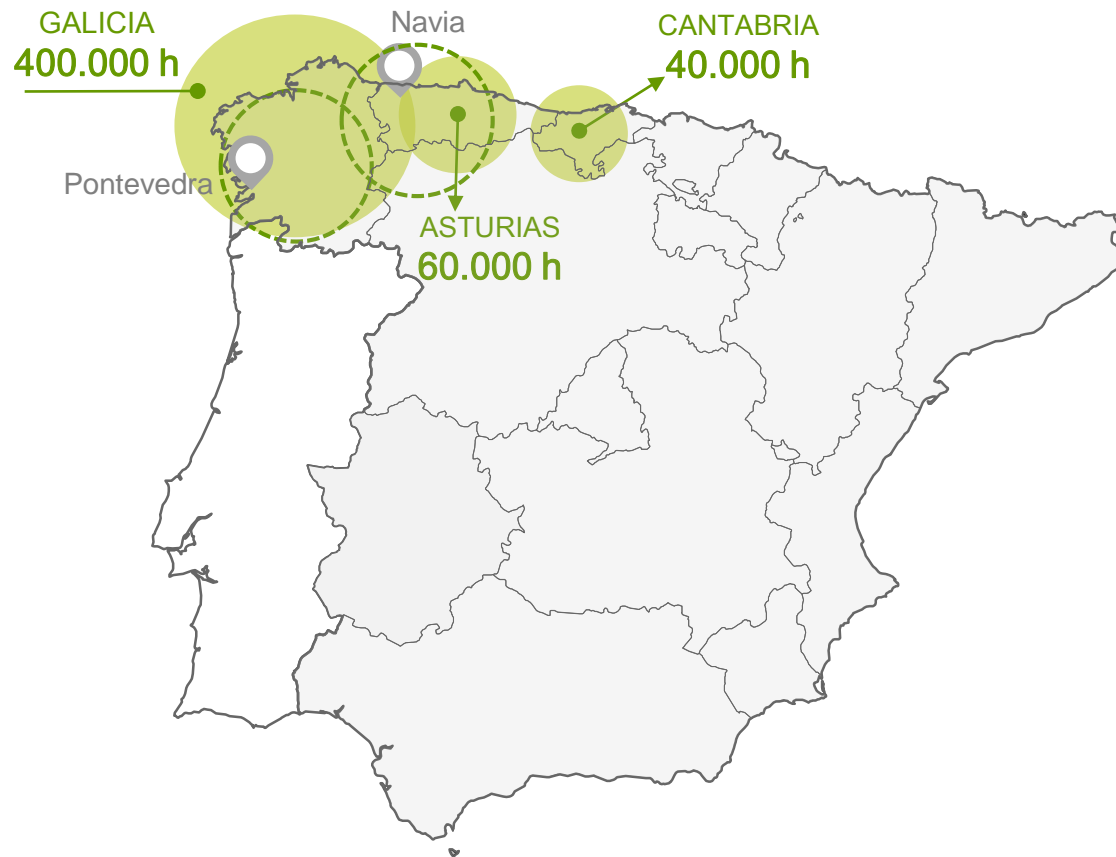 GALICIA
400.000 h
Navia
CANTABRIA
40.000 h
Pontevedra
ASTURIAS
60.000 h